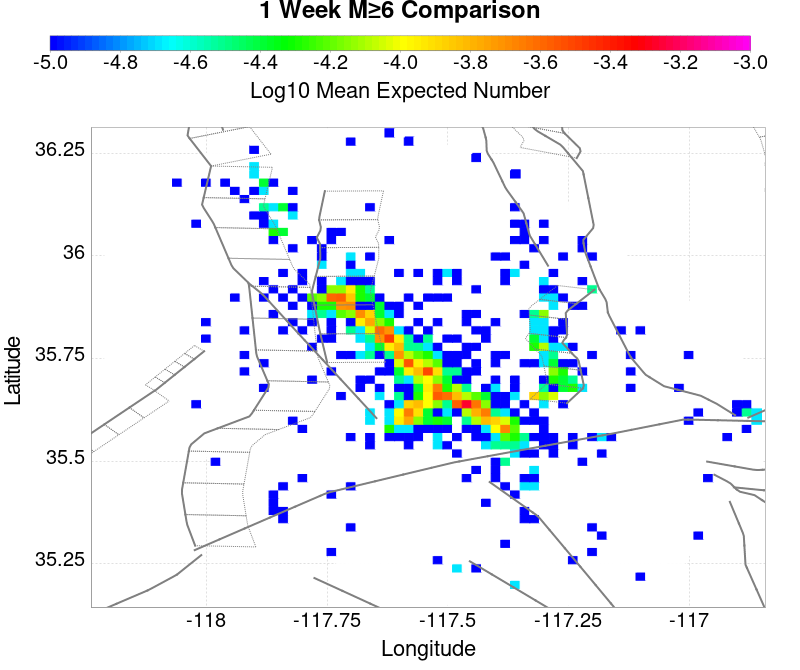 1 Week M≥6 Comparison
-5.0 -4.8 -4.6 -4.4 -4.2 -4.0 -3.8 -3.6 -3.4 -3.2 -3.0
Log10 Mean Expected Number
36.25
36
35.75
35.5
35.25
Latitude
-118 -117.75 -117.5 -117.25 -117
Longitude